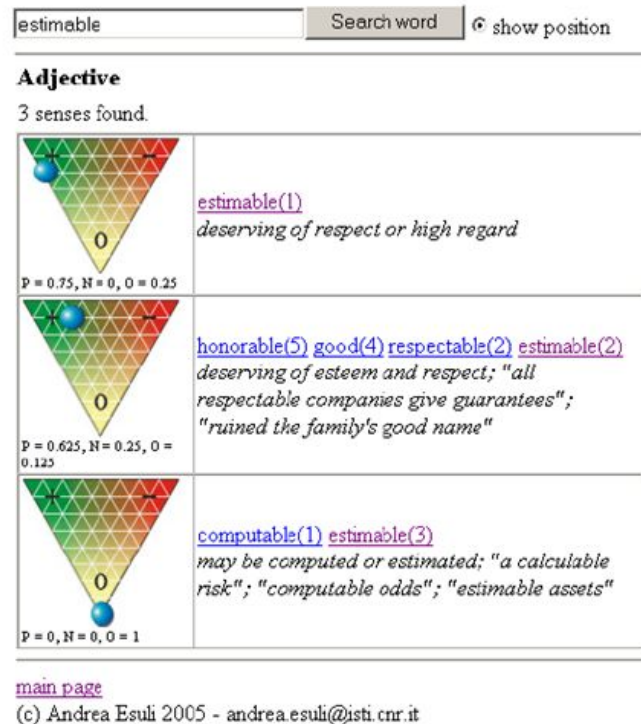 estimable Search word show position
Adjective
3 senses found.
+ −
O
P = 0.75, N = 0, O = 0.25
estimable(1)
deserving of respect or high regard
+ −
O
P = 0.625, N = 0.25, O =
0.125
honorable(5) good(4) respectable(2) estimable(2)
deserving of esteem and respect; "all
respectable companies give guarantees";
"ruined the family's good name"
+ −
O
P = 0, N = 0, O = 1
computable(1) estimable(3)
may be computed or estimated; "a calculable
risk"; "computable odds"; "estimable assets"
main page
(c) Andrea Esuli 2005 - andrea.esuli@isti.cnr.it